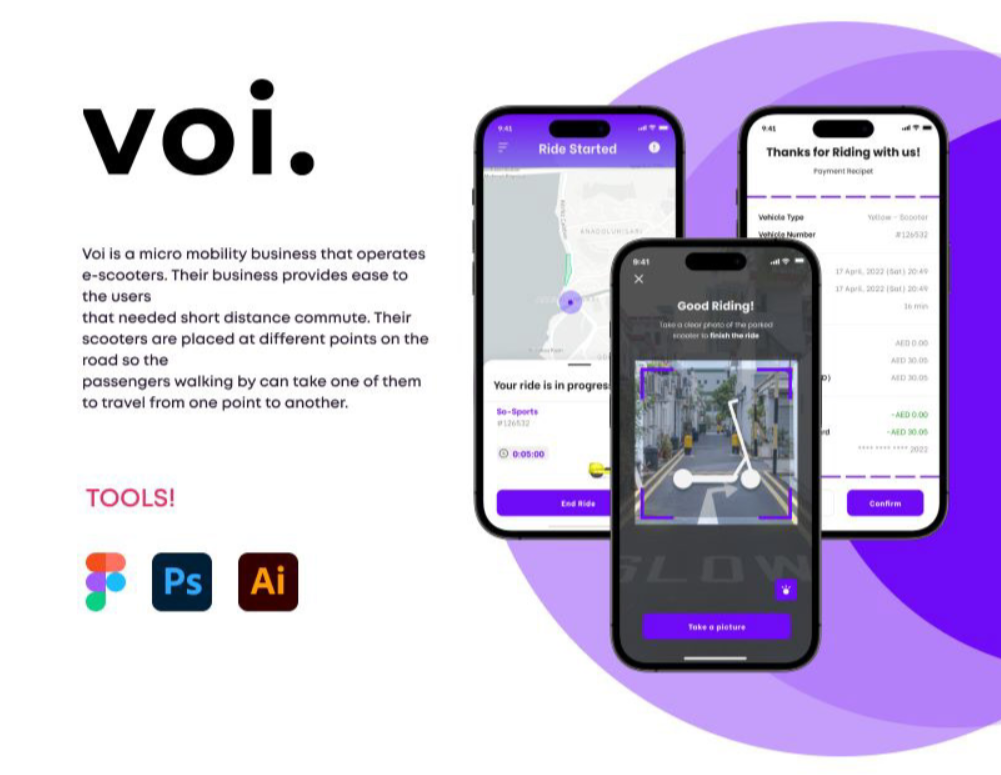 voi.
Voi is a micro mobility business that operates
e-scooters. Their business provides ease to
the users
that needed short distance commute. Their
scooters are placed at different points on the
road so the
passengers walking by can take one of them
to travel from one point to another.
TOOLS!
Ps
Ai
9:41
Ride Started
ANADOLUHISARI
Your ride is in progres
So-Sports
#126532
0:05:00
End Ride
9:41
Good Riding!
Take a clear photo of the parked
scooter to finish the ride
SLOW
Take a picture
9:41
Thanks for Riding with us!
Payment Recipet
Vehicle Type Yellow - Scooter
Vehicle Number #126532
17 April, 2022 (Sat) 20:49
17 April, 2022 (Sat) 20:49
16 min
AED 0.00
AED 30.05
D) AED 30.05
-AED 0.00
rd -AED 30.05
**** **** **** 2022
Confirm